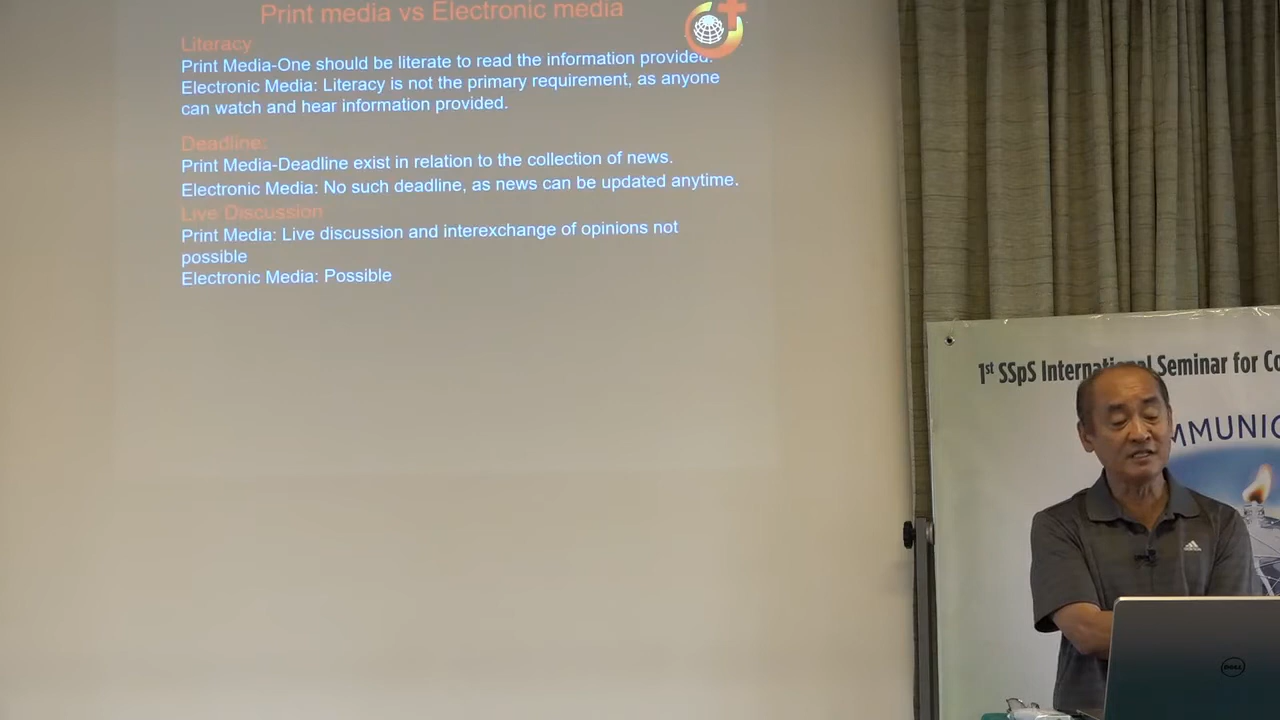 Print media vs Electronic media
Literacy
Print Media-One should be literate to read the information provided.
Electronic Media: Literacy is not the primary requirement, as anyone
can watch and hear information provided.
Deadline:
Print Media-Deadline exist in relation to the collection of news.
Electronic Media: No such deadline, as news can be updated anytime.
Live Discussion
Print Media: Live discussion and interexchange of opinions not
possible
Electronic Media: Possible
1st SSpS International Seminar for Co
MMUNIC
adidas
DELL